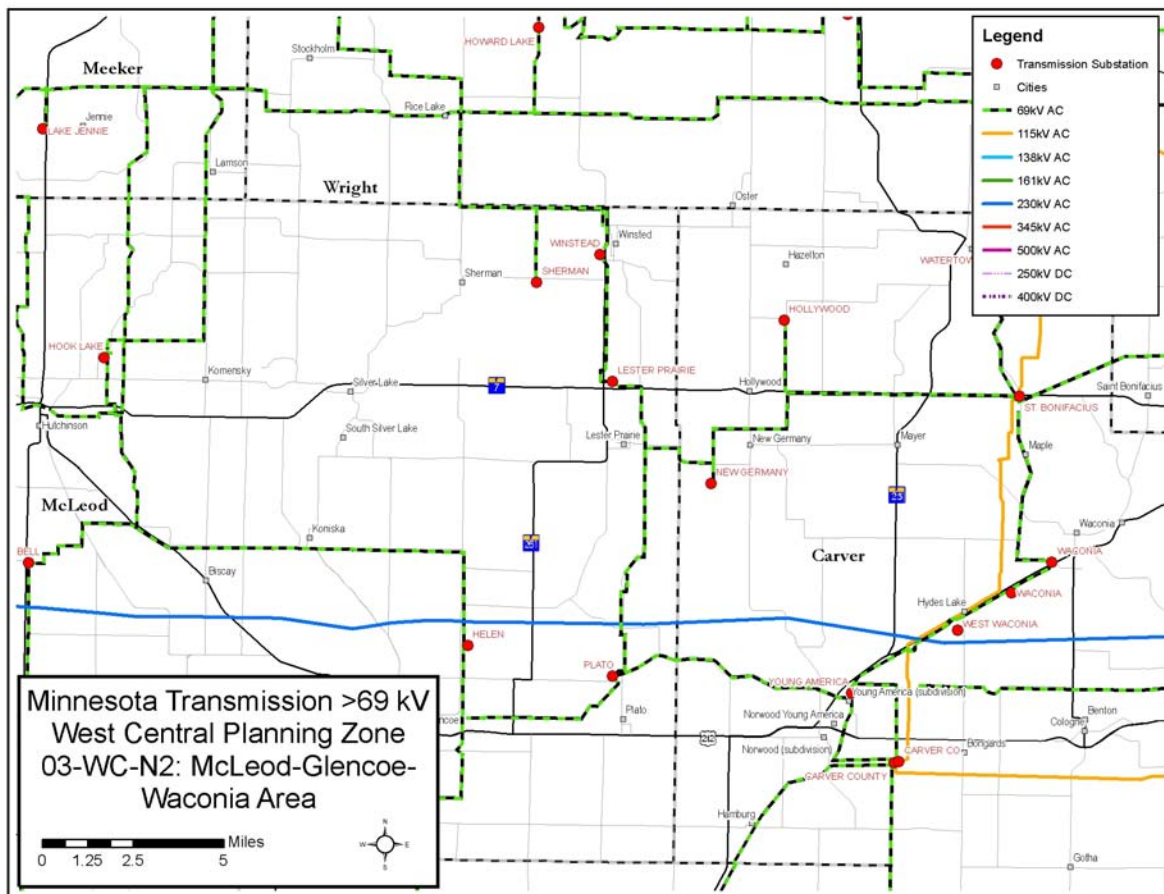 HOWARD LAKE
Stockholm
Meeker
Rice Lake
Jennie
LAKE JENNIE
Lamson
Wright
Oster
WINSTEAD
Winsted
Sherman
SHERMAN
Hazelton
HOLLYWOOD
HOOK LAKE
Komensky
Silver Lake
7
LESTER PRAIRIE
Hollywood
Saint Bonifacius
ST. BONIFACIUS
Hutchinson
South Silver Lake
Lester Prairie
New Germany
Mayer
Maple
NEW GERMANY
McLeod
25
Koniska
Waconia
BELL
Carver
WACONIA
Biscay
WACONIA
Hydes Lake
WEST WACONIA
HELEN
PLATO
YOUNG AMERICA
Young America (subdivision)
Plato
Norwood Young America
Benton
Cologne
Norwood (subdivision)
212
Bongards
CARVER CO
CARVER COUNTY
Hamburg
Gotha
Legend
Transmission Substation
Cities
69kV AC
115kV AC
138kV AC
161kV AC
230kV AC
345kV AC
500kV AC
250kV DC
400kV DC
Minnesota Transmission >69 kV
West Central Planning Zone
03-WC-N2: McLeod-Glencoe-
Waconia Area
Miles
0 1.25 2.5 5
N
W E
S